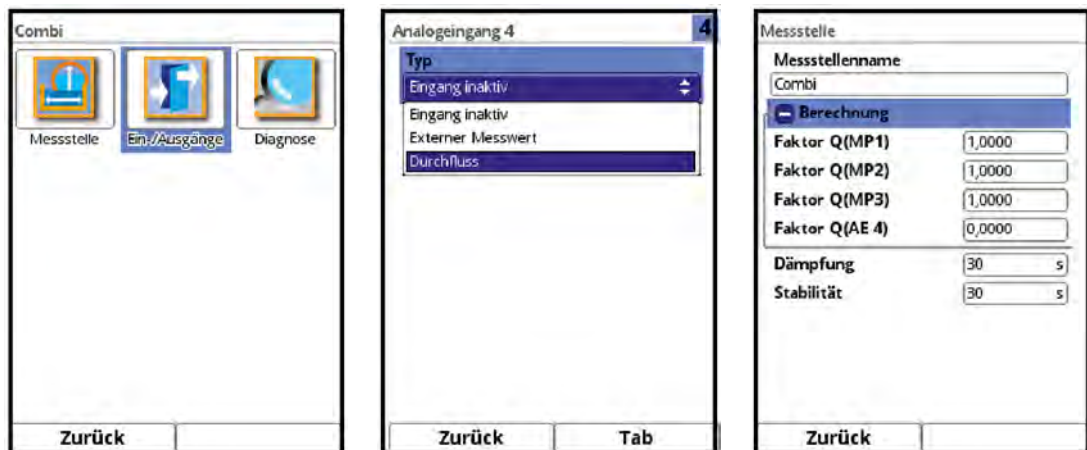 Combi
Messstelle
Ein-/Ausgänge
Diagnose
Zurück
Analogeingang 4
4
Typ
Eingang inaktiv
Eingang inaktiv
Externer Messwert
Durchfluss
Zurück
Tab
Messstelle
Messstellenname
Combi
Berechnung
Faktor Q(MP1) 1,0000
Faktor Q(MP2) 1,0000
Faktor Q(MP3) 1,0000
Faktor Q(AE 4) 0,0000
Dämpfung 30 s
Stabilität 30 s
Zurück